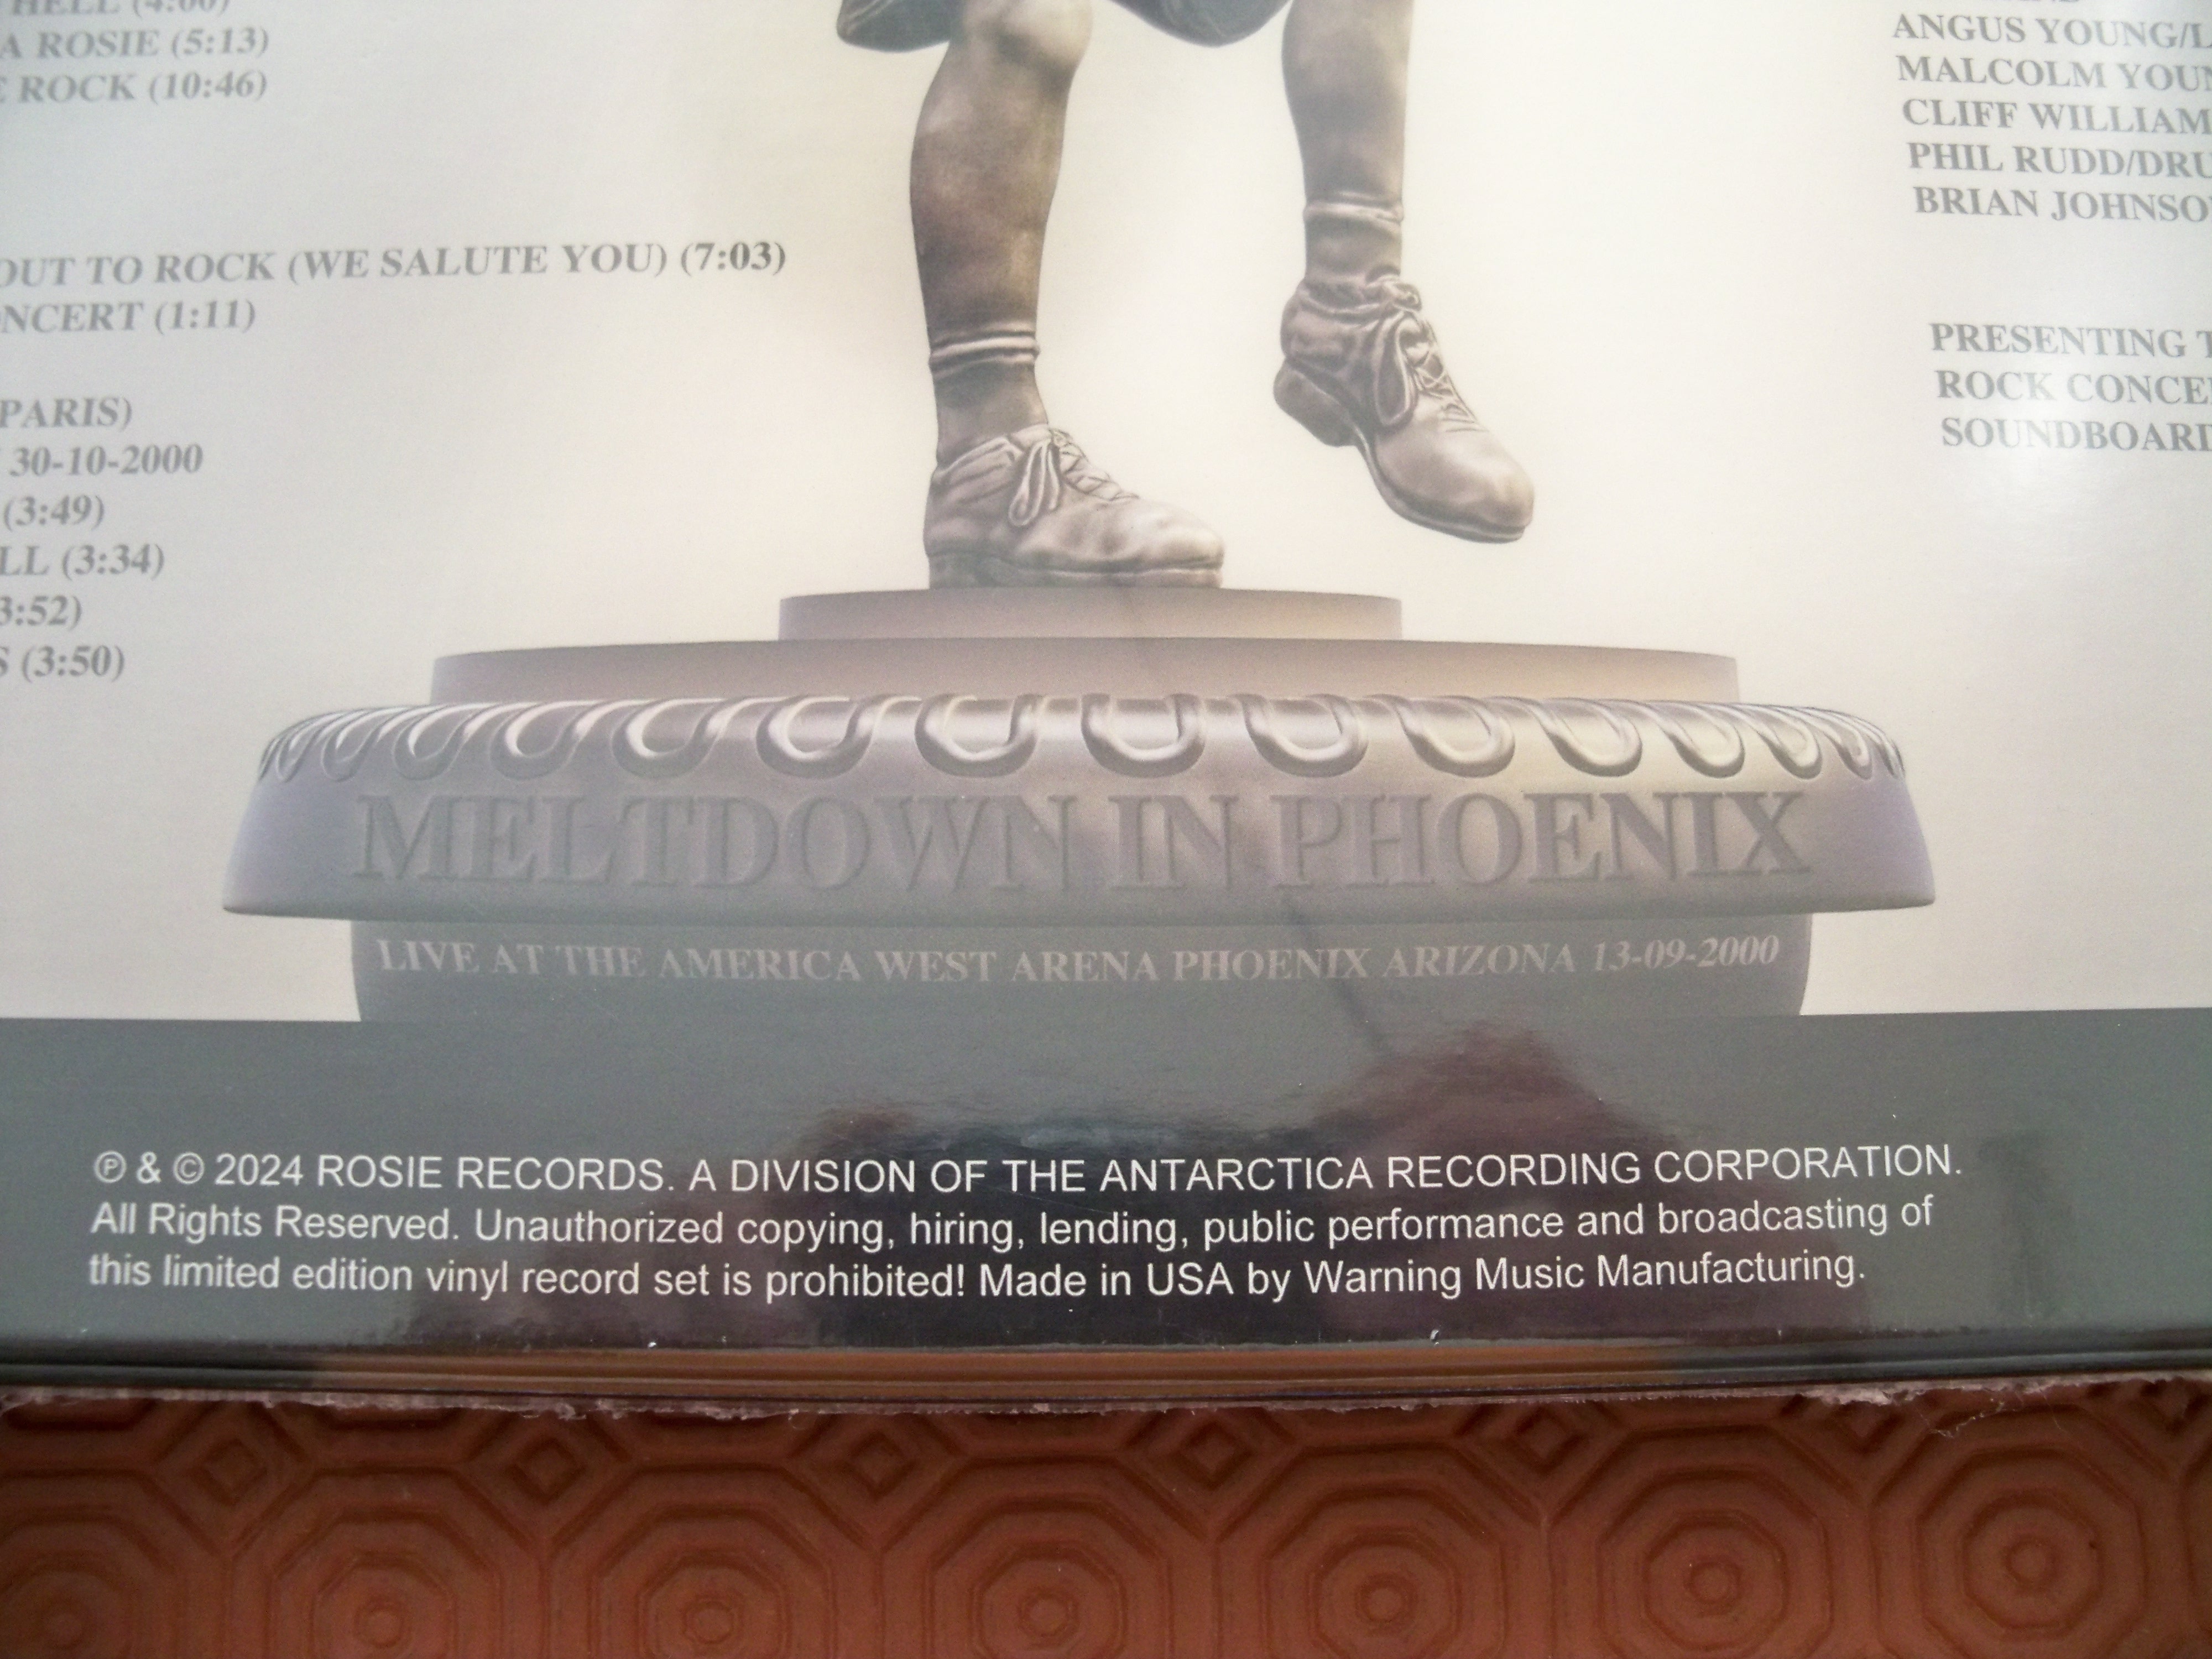 HELL (4:00)
A ROSIE (5:13)
ROCK (10:46)
OUT TO ROCK (WE SALUTE YOU) (7:03)
NCERT (1:11)
PARIS)
30-10-2000
(3:49)
LL (3:34)
3:52)
S (3:50)
ANGUS YOUNG/L
MALCOLM YOUN
CLIFF WILLIAM
PHIL RUDD/DRU
BRIAN JOHNSO
PRESENTING T
ROCK CONCE
SOUNDBOARD
MELTDOWN IN PHOENIX
LIVE AT THE AMERICA WEST ARENA PHOENIX ARIZONA 13-09-2000
℗ & © 2024 ROSIE RECORDS. A DIVISION OF THE ANTARCTICA RECORDING CORPORATION.
All Rights Reserved. Unauthorized copying, hiring, lending, public performance and broadcasting of
this limited edition vinyl record set is prohibited! Made in USA by Warning Music Manufacturing.